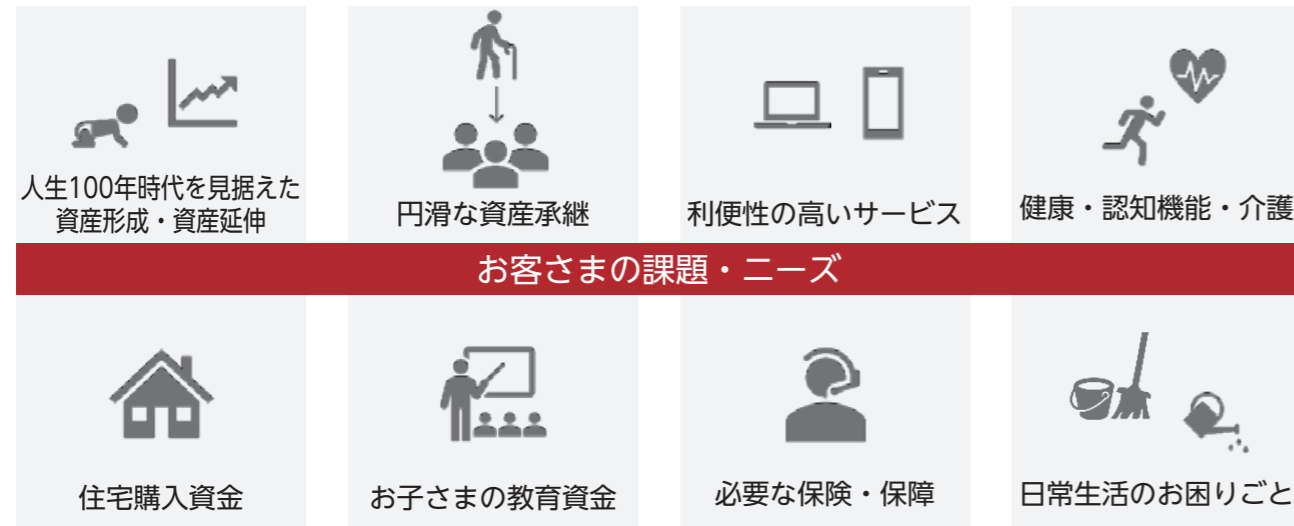 人生100年時代を見据えた
資産形成・資産延伸
円滑な資産承継
利便性の高いサービス
健康・認知機能・介護
お客さまの課題・ニーズ
住宅購入資金
お子さまの教育資金
必要な保険・保障
日常生活のお困りごと